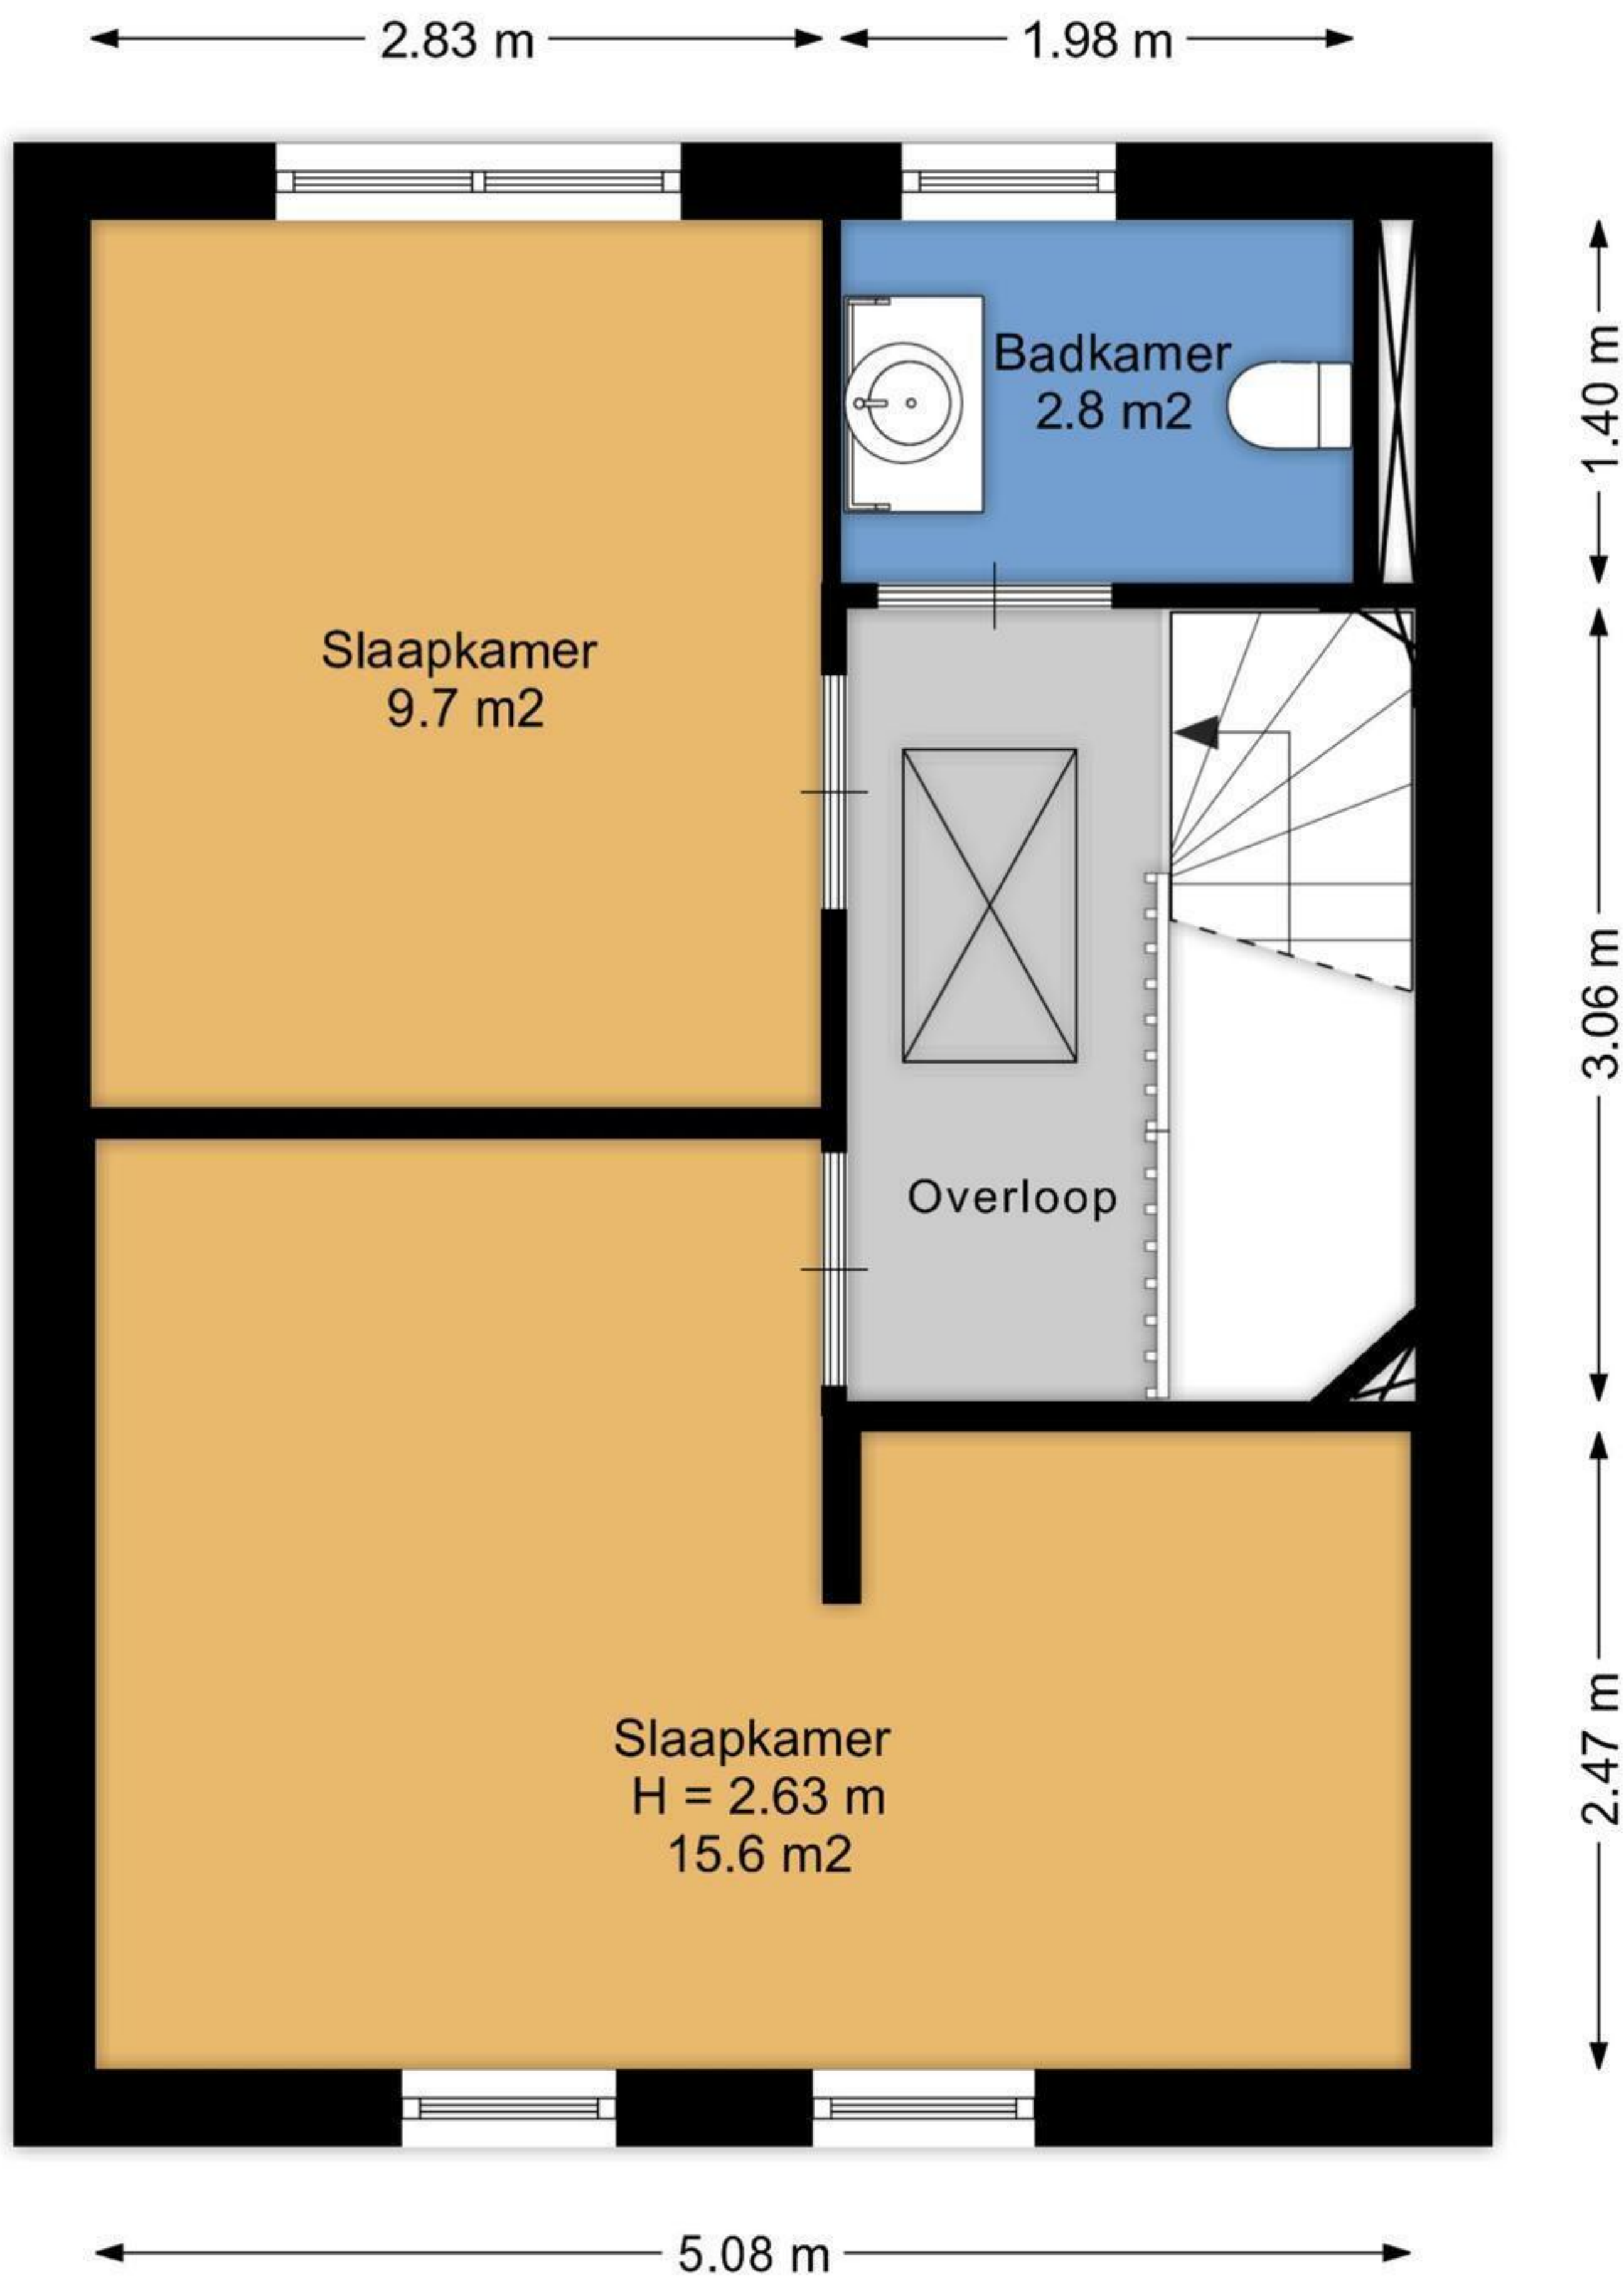 2.83 m
1.98 m
Badkamer
2.8 m2
1.40 m
Slaapkamer
9.7 m2
3.06 m
Overloop
Slaapkamer
H = 2.63 m
15.6 m2
2.47 m
5.08 m